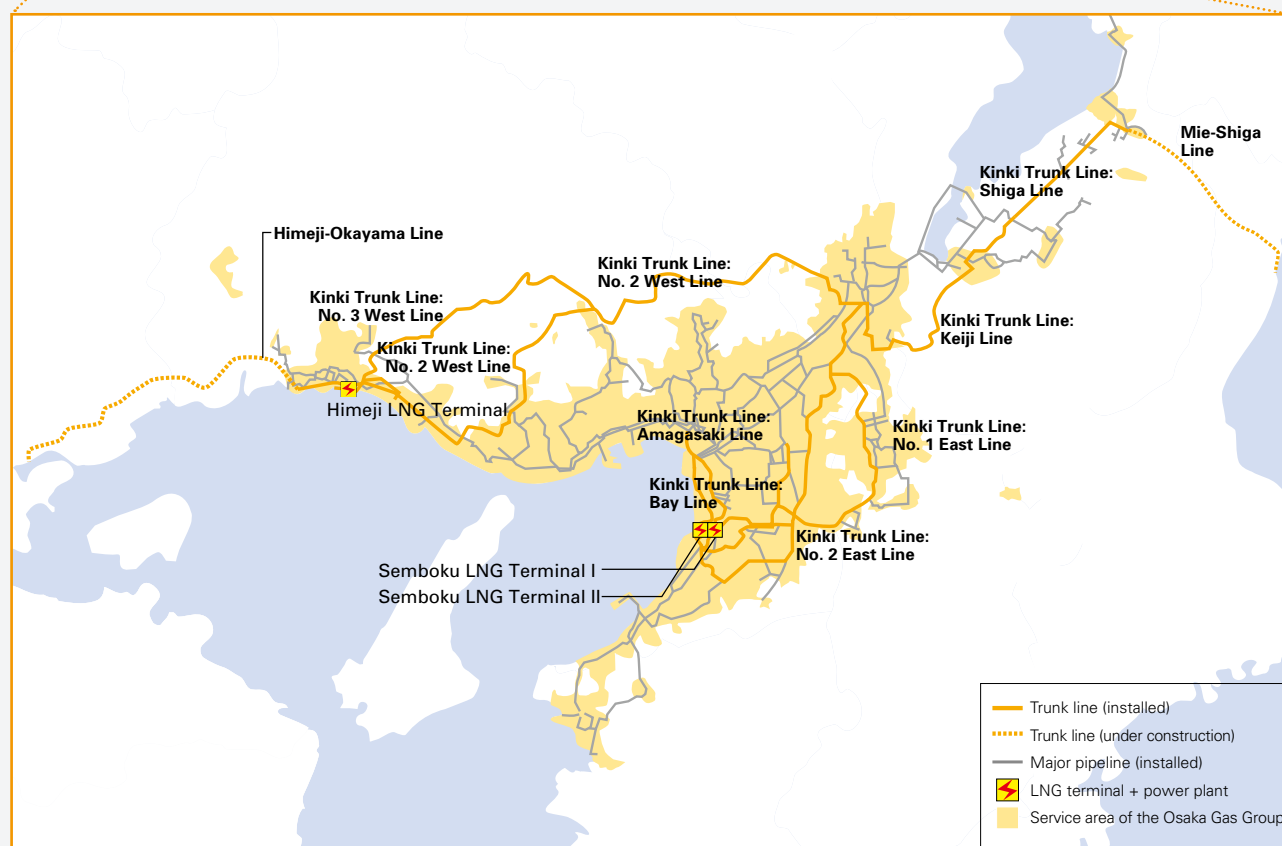 Mie-Shiga
Line
Kinki Trunk Line:
Shiga Line
Himeji-Okayama Line
Kinki Trunk Line:
No. 2 West Line
Kinki Trunk Line:
No. 3 West Line
Kinki Trunk Line:
Keiji Line
Kinki Trunk Line:
No. 2 West Line
Himeji LNG Terminal
Kinki Trunk Line:
Amagasaki Line
Kinki Trunk Line:
No. 1 East Line
Kinki Trunk Line:
Bay Line
Kinki Trunk Line:
No. 2 East Line
Semboku LNG Terminal I
Semboku LNG Terminal II
Trunk line (installed)
Trunk line (under construction)
Major pipeline (installed)
LNG terminal + power plant
Service area of the Osaka Gas Group